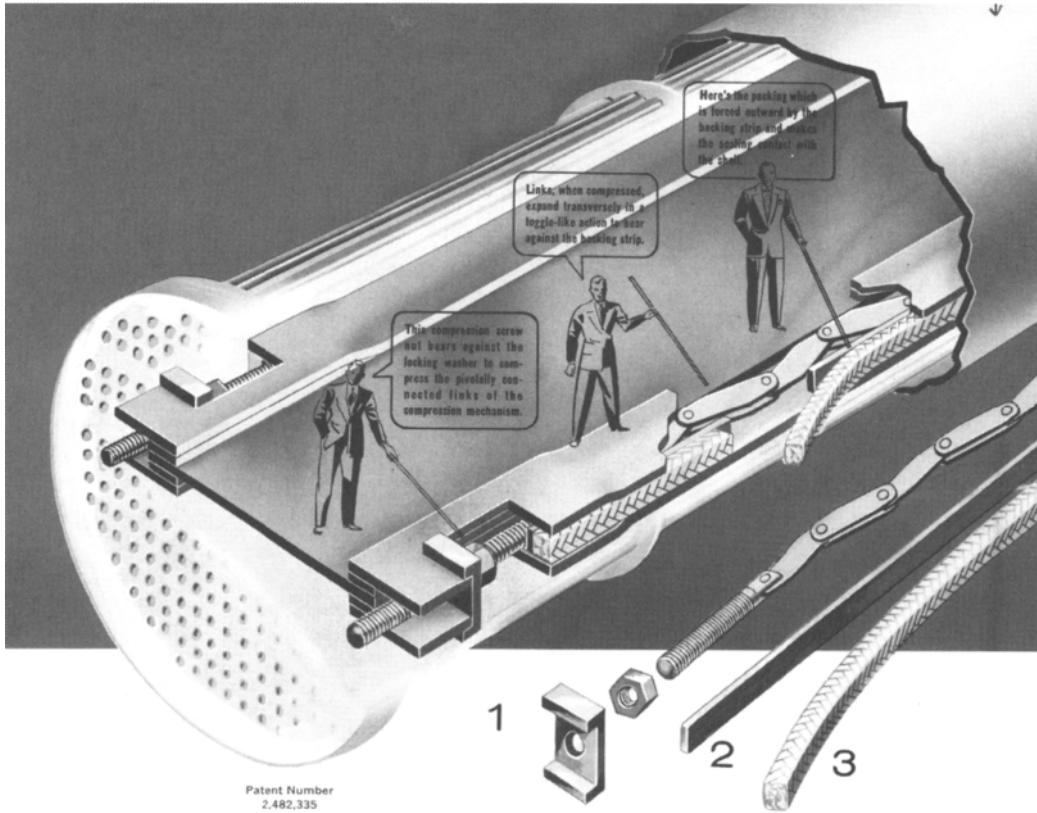 Here's the packing which
is forced outward by the
backing strip and makes
the sealing contact with
the shell.
Links, when compressed,
expand transversely in a
toggle-like action to bear
against the backing strip.
This compression screw
nut bears against the
locking washer to com-
press the pivotally con-
nected links of the
compression mechanism.
1
2
3
Patent Number
2,482,335